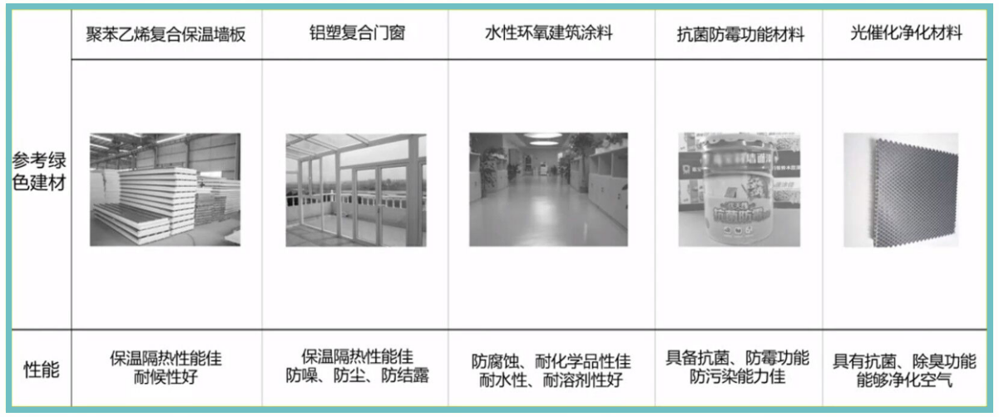 聚苯乙烯复合保温墙板
铝塑复合门窗
水性环氧建筑涂料
抗菌防霉功能材料
光催化净化材料
参考绿
色建材
墙面
抗菌防
性能
保温隔热性能佳
耐候性好
保温隔热性能佳
防噪、防尘、防结露
防腐蚀、耐化学品性佳
耐水性、耐溶剂性好
具备抗菌、防霉功能
防污染能力佳
具有抗菌、除臭功能
能够净化空气